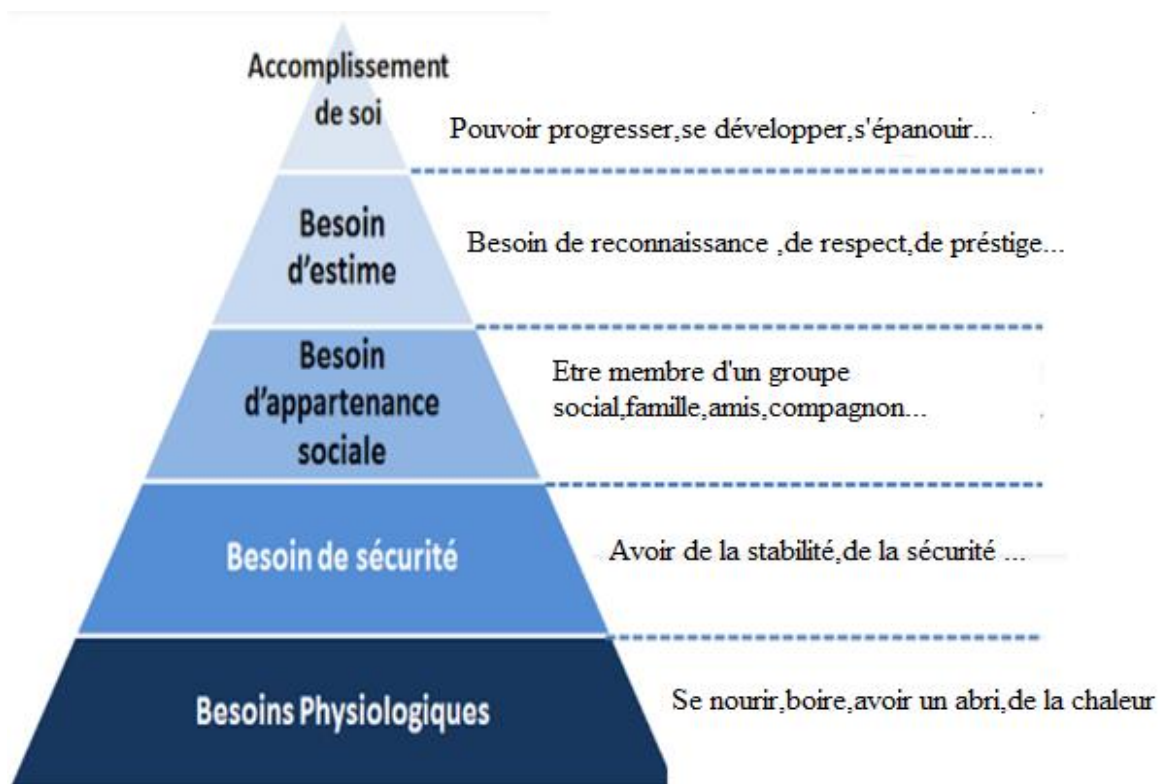 Accomplissement
de soi
Pouvoir progresser,se développer,s'épanouir...
Besoin
d'estime
Besoin de reconnaissance ,de respect,de préstige...
Besoin
d'appartenance
sociale
Etre membre d'un groupe
social,famille,amis,compagnon...
Besoin de sécurité
Avoir de la stabilité,de la sécurité ...
Besoins Physiologiques
Se nourir,boire,avoir un abri,de la chaleur